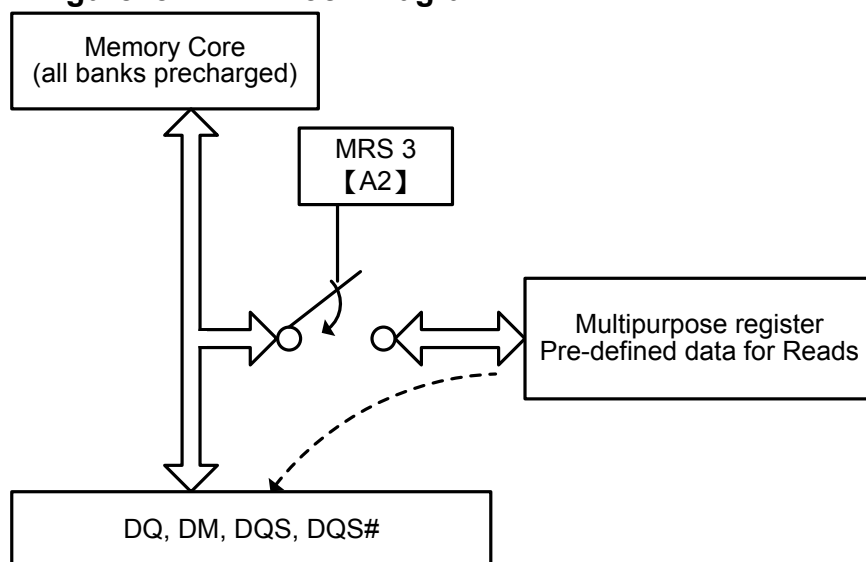 Memory Core
(all banks precharged)
MRS 3
【A2】
Multipurpose register
Pre-defined data for Reads
DQ, DM, DQS, DQS#